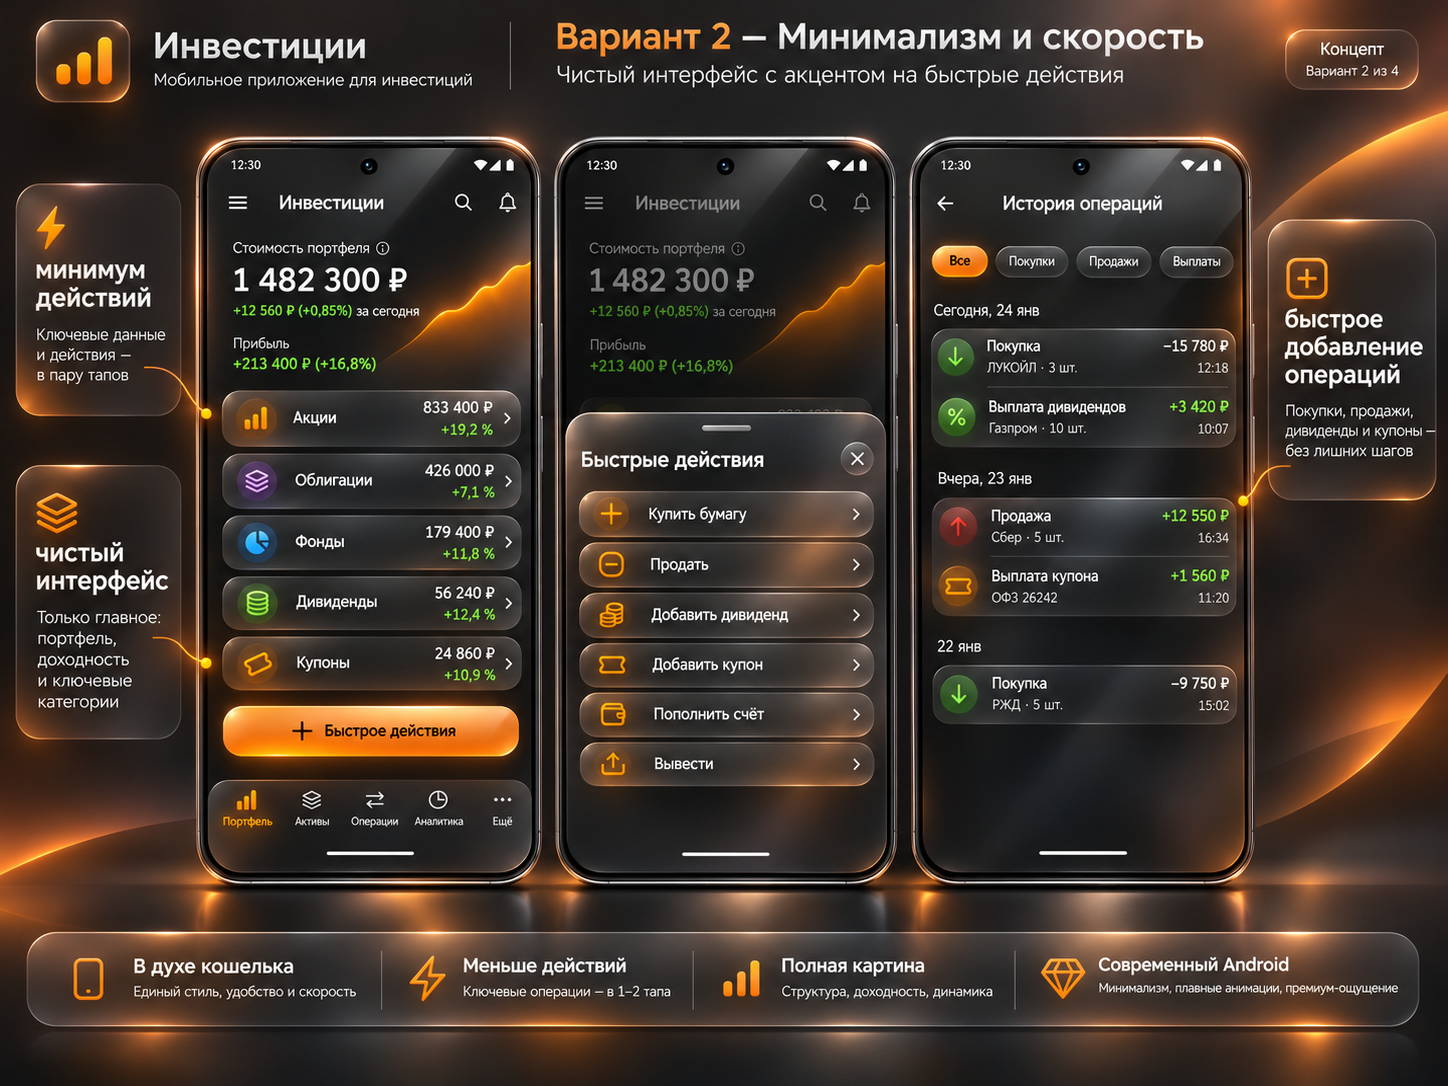 Инвестиции
Мобильное приложение для инвестиций
Вариант 2 — Минимализм и скорость
Чистый интерфейс с акцентом на быстрые действия
Концепт
Вариант 2 из 4
минимум
действий
Ключевые данные
и действия —
в пару тапов
чистый
интерфейс
Только главное:
портфель,
доходность
и ключевые
категории
12:30
Инвестиции
Стоимость портфеля
1 482 300 ₽
+12 560 ₽ (+0,85%) за сегодня
Прибыль
+213 400 ₽ (+16,8%)
Акции
833 400 ₽
+19,2 %
Облигации
426 000 ₽
+7,1 %
Фонды
179 400 ₽
+11,8 %
Дивиденды
56 240 ₽
+12,4 %
Купоны
24 860 ₽
+10,9 %
Быстрое действия
Портфель
Активы
Операции
Аналитика
Ещё
12:30
Инвестиции
Стоимость портфеля
1 482 300 ₽
+12 560 ₽ (+0,85%) за сегодня
Прибыль
+213 400 ₽ (+16,8%)
Быстрые действия
Купить бумагу
Продать
Добавить дивиденд
Добавить купон
Пополнить счёт
Вывести
12:30
История операций
Все
Покупки
Продажи
Выплаты
Сегодня, 24 янв
Покупка
−15 780 ₽
ЛУКОЙЛ · 3 шт.
12:18
Выплата дивидендов
+3 420 ₽
Газпром · 10 шт.
10:07
Вчера, 23 янв
Продажа
+12 550 ₽
Сбер · 5 шт.
16:34
Выплата купона
+1 560 ₽
ОФЗ 26242
11:20
22 янв
Покупка
−9 750 ₽
РЖД · 5 шт.
15:02
быстрое
добавление
операций
Покупки, продажи,
дивиденды и купоны —
без лишних шагов
В духе кошелька
Единый стиль, удобство и скорость
Меньше действий
Ключевые операции — в 1–2 тапа
Полная картина
Структура, доходность, динамика
Современный Android
Минимализм, плавные анимации, премиум-ощущение